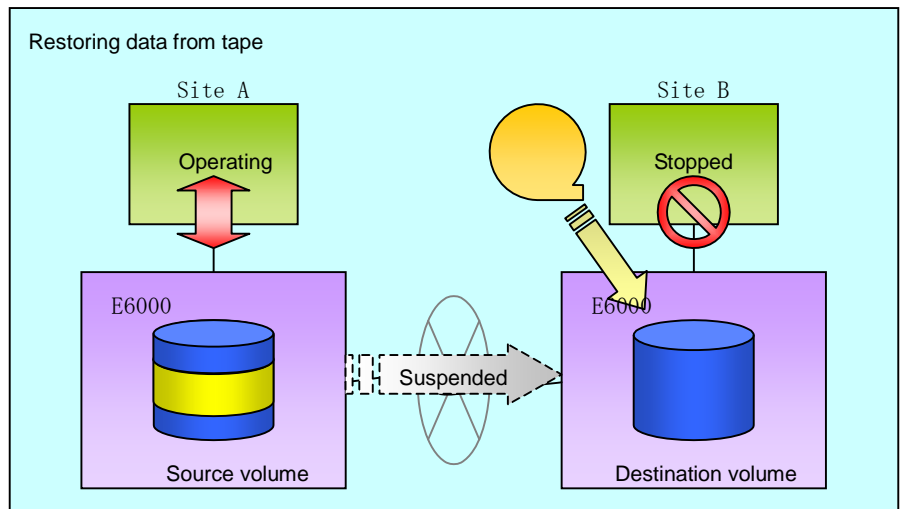 Restoring data from tape
Site A
Site B
Operating
Stopped
E6000
E6000
Suspended
Source volume
Destination volume